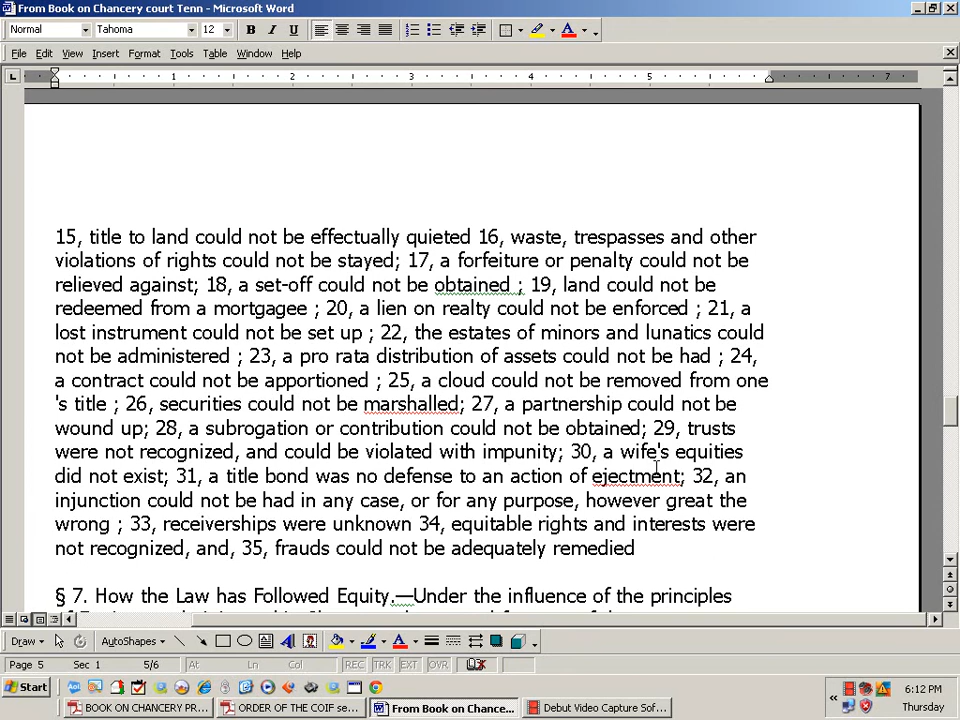 From Book on Chancery court Tenn - Microsoft Word
Normal Tahoma 12 B I U
File Edit View Insert Format Tools Table Window Help
1 2 3 4 5 7
15, title to land could not be effectually quieted 16, waste, trespasses and other
violations of rights could not be stayed; 17, a forfeiture or penalty could not be
relieved against; 18, a set-off could not be obtained ; 19, land could not be
redeemed from a mortgagee ; 20, a lien on realty could not be enforced ; 21, a
lost instrument could not be set up ; 22, the estates of minors and lunatics could
not be administered ; 23, a pro rata distribution of assets could not be had ; 24,
a contract could not be apportioned ; 25, a cloud could not be removed from one
's title ; 26, securities could not be marshalled; 27, a partnership could not be
wound up; 28, a subrogation or contribution could not be obtained; 29, trusts
were not recognized, and could be violated with impunity; 30, a wife's equities
did not exist; 31, a title bond was no defense to an action of ejectment; 32, an
injunction could not be had in any case, or for any purpose, however great the
wrong ; 33, receiverships were unknown 34, equitable rights and interests were
not recognized, and, 35, frauds could not be adequately remedied
§ 7. How the Law has Followed Equity.—Under the influence of the principles
Draw AutoShapes
Page 5 Sec 1 5/6 At Ln Col REC TRK EXT OVR
Start
6:12 PM
Thursday
BOOK ON CHANCERY PR... ORDER OF THE COIF se... From Book on Chance... Debut Video Capture Sof...